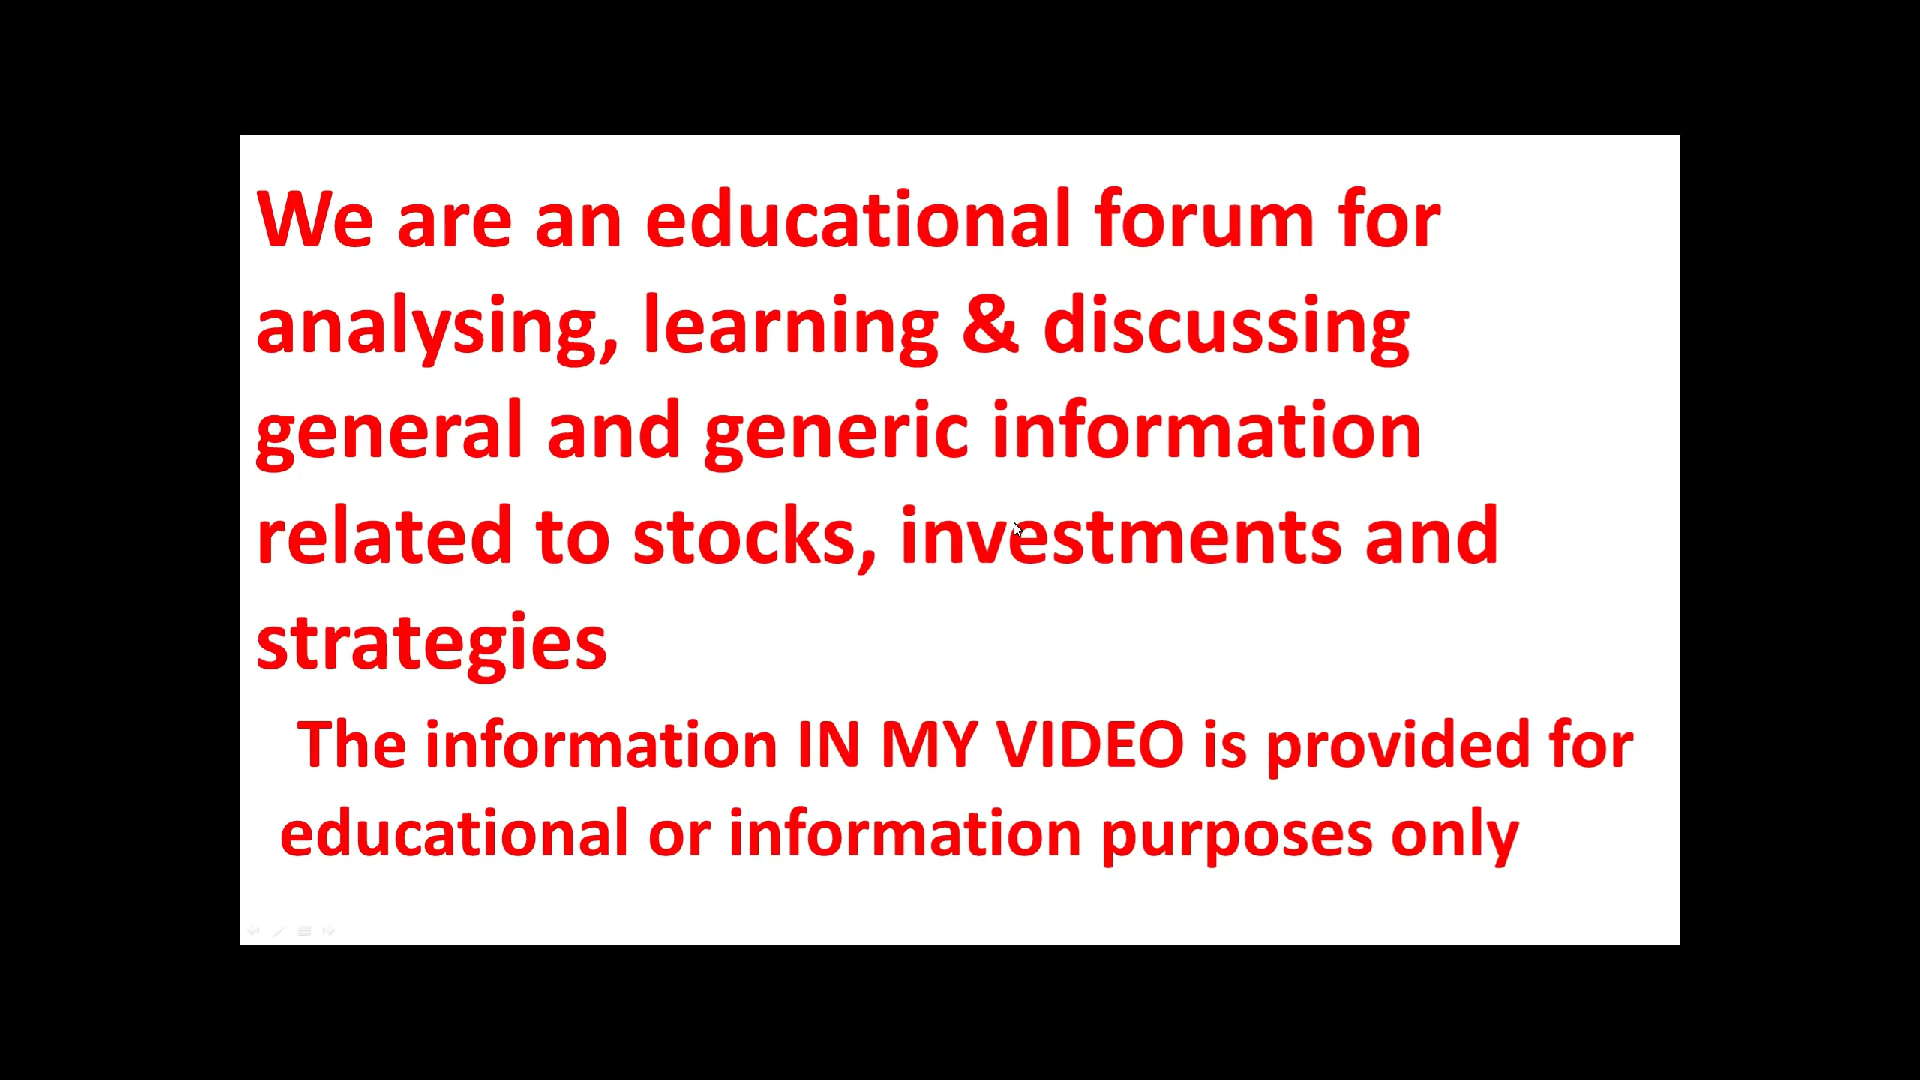 We are an educational forum for
analysing, learning & discussing
general and generic information
related to stocks, investments and
strategies
The information IN MY VIDEO is provided for
educational or information purposes only